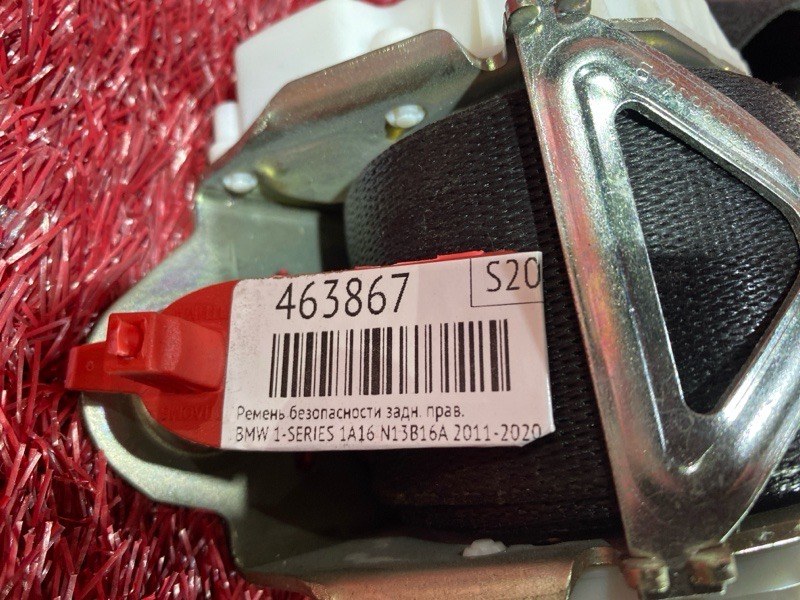 463867
S20
Ремень безопасности задн. прав.
BMW 1-SERIES 1A16 N13B16A 2011-2020